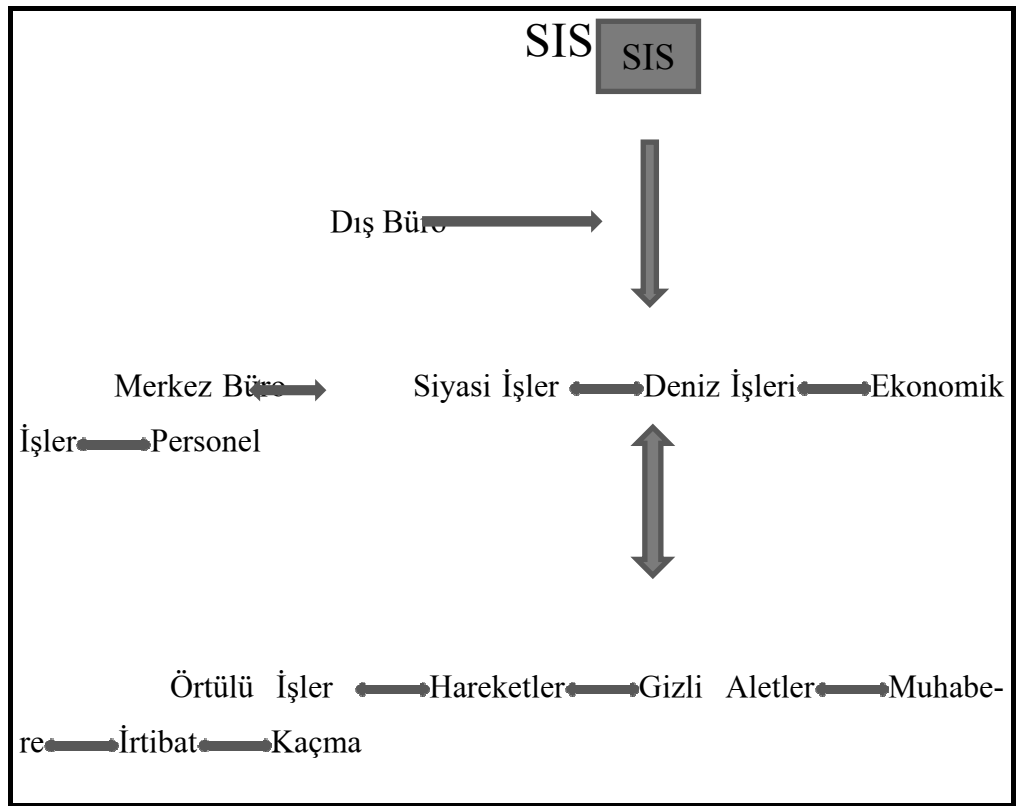 SIS SIS
Dış Büro
Merkez Büro Siyasi İşler Deniz İşleri Ekonomik
İşler Personel
Örtülü İşler Hareketler Gizli Aletler Muhabe-
re İrtibat Kaçma